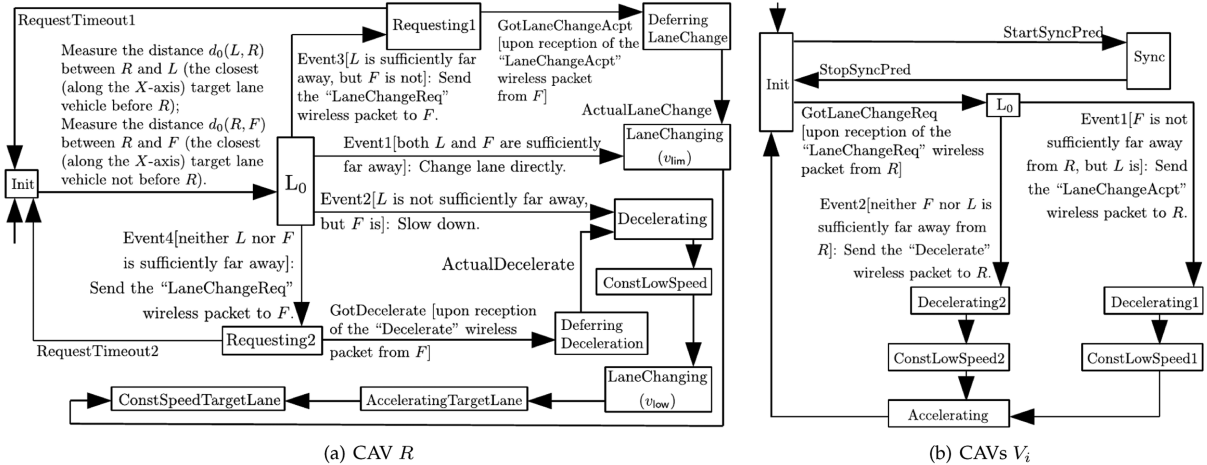 RequestTimeout1
Requesting1
GotLaneChangeAcpt
[upon reception of the
"LaneChangeAcpt"
wireless packet
from F]
Deferring
LaneChange
Measure the distance d₀(L, R)
between R and L (the closest
(along the X-axis) target lane
vehicle before R);
Measure the distance d₀(R, F)
between R and F (the closest
(along the X-axis) target lane
vehicle not before R).
Event3[L is sufficiently far
away, but F is not]: Send
the "LaneChangeReq"
wireless packet to F.
ActualLaneChange
LaneChanging
(v_lim)
Init
L₀
Event1[both L and F are sufficiently
far away]: Change lane directly.
Event2[L is not sufficiently far away,
but F is]: Slow down.
Decelerating
Event4[neither L nor F
is sufficiently far away]:
Send the "LaneChangeReq"
wireless packet to F.
ActualDecelerate
ConstLowSpeed
RequestTimeout2
Requesting2
GotDecelerate [upon reception
of the "Decelerate" wireless
packet from F]
Deferring
Deceleration
LaneChanging
(v_low)
AcceleratingTargetLane
ConstSpeedTargetLane
(a) CAV R
Init
StartSyncPred
Sync
StopSyncPred
GotLaneChangeReq
[upon reception of the
"LaneChangeReq" wireless
packet from R]
L₀
Event1[F is not
sufficiently far away
from R, but L is]: Send
the "LaneChangeAcpt"
wireless packet to R.
Event2[neither F nor L is
sufficiently far away from
R]: Send the "Decelerate"
wireless packet to R.
Decelerating2
Decelerating1
ConstLowSpeed2
ConstLowSpeed1
Accelerating
(b) CAVs Vᵢ